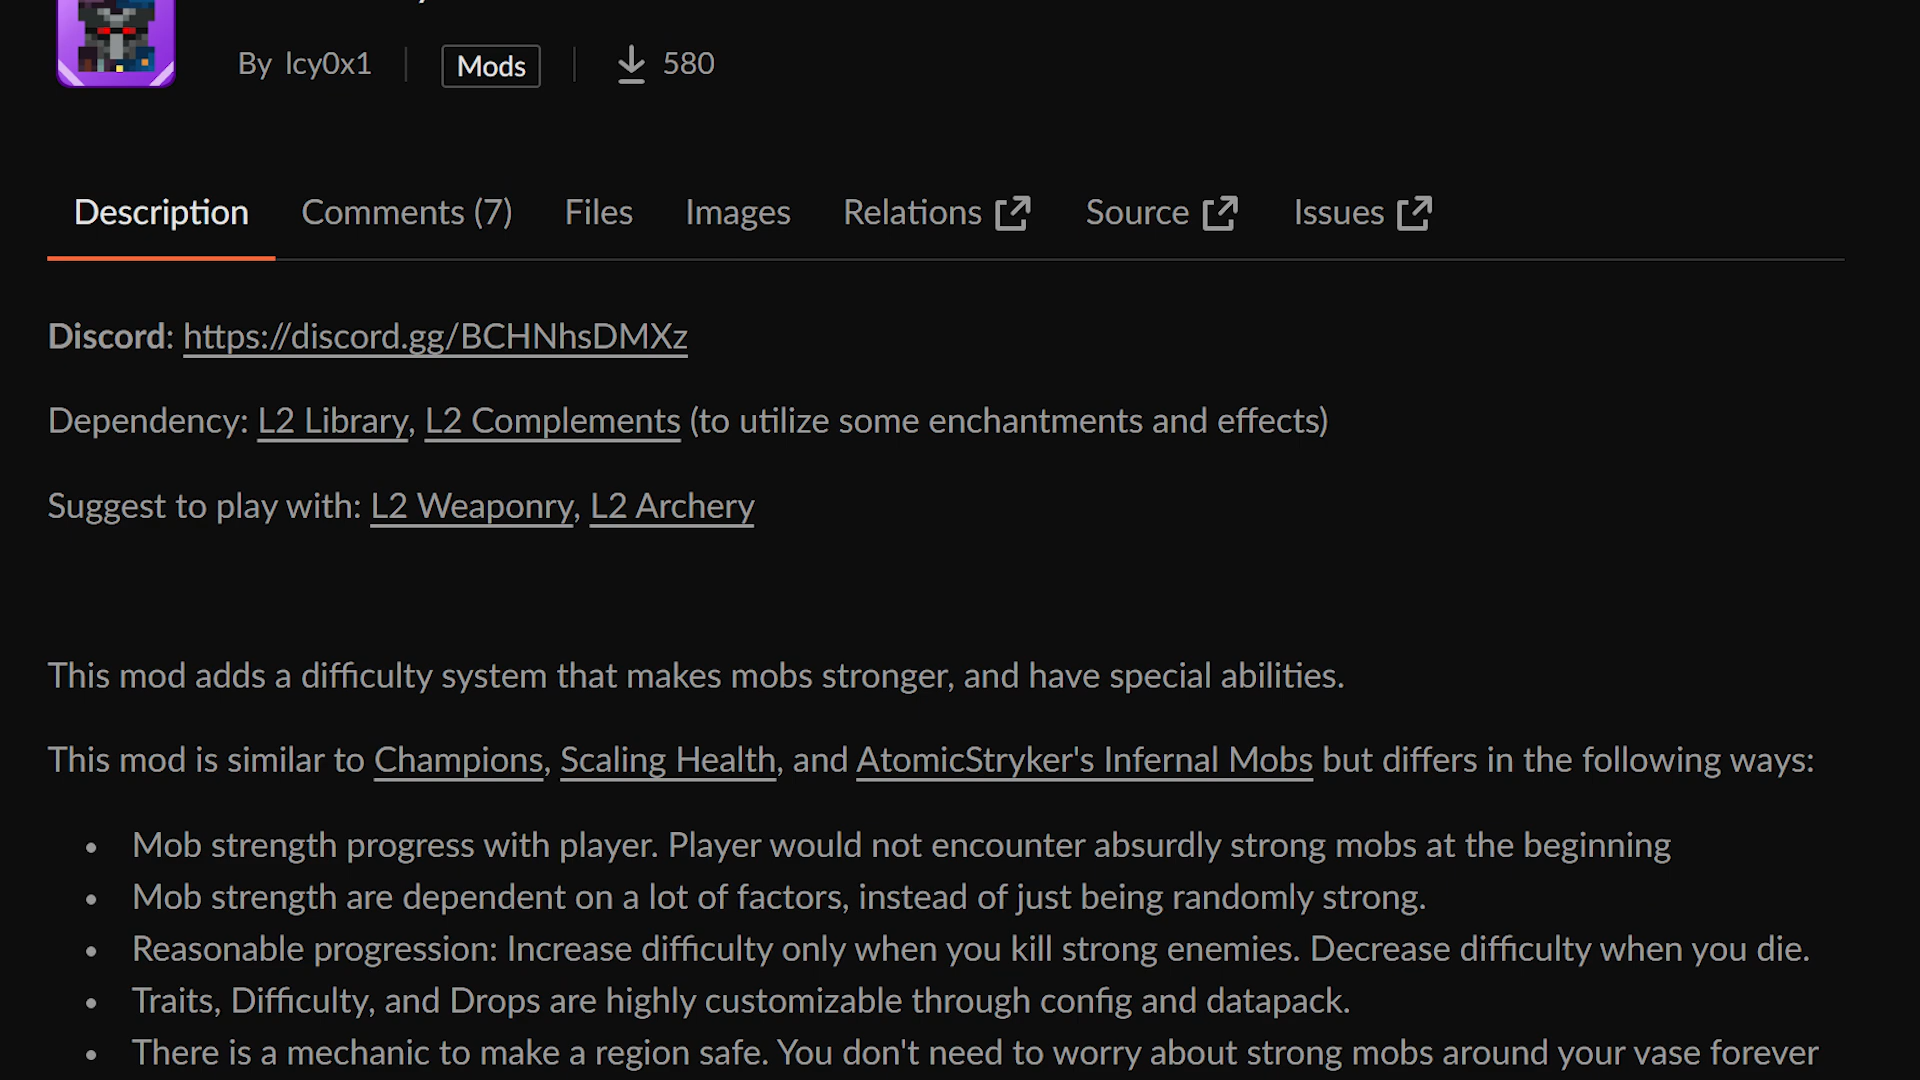 By lcy0x1 Mods 580
Description Comments (7) Files Images Relations Source Issues
Discord: https://discord.gg/BCHNhsDMXz
Dependency: L2 Library, L2 Complements (to utilize some enchantments and effects)
Suggest to play with: L2 Weaponry, L2 Archery
This mod adds a difficulty system that makes mobs stronger, and have special abilities.
This mod is similar to Champions, Scaling Health, and AtomicStryker's Infernal Mobs but differs in the following ways:
• Mob strength progress with player. Player would not encounter absurdly strong mobs at the beginning
• Mob strength are dependent on a lot of factors, instead of just being randomly strong.
• Reasonable progression: Increase difficulty only when you kill strong enemies. Decrease difficulty when you die.
• Traits, Difficulty, and Drops are highly customizable through config and datapack.
• There is a mechanic to make a region safe. You don't need to worry about strong mobs around your vase forever